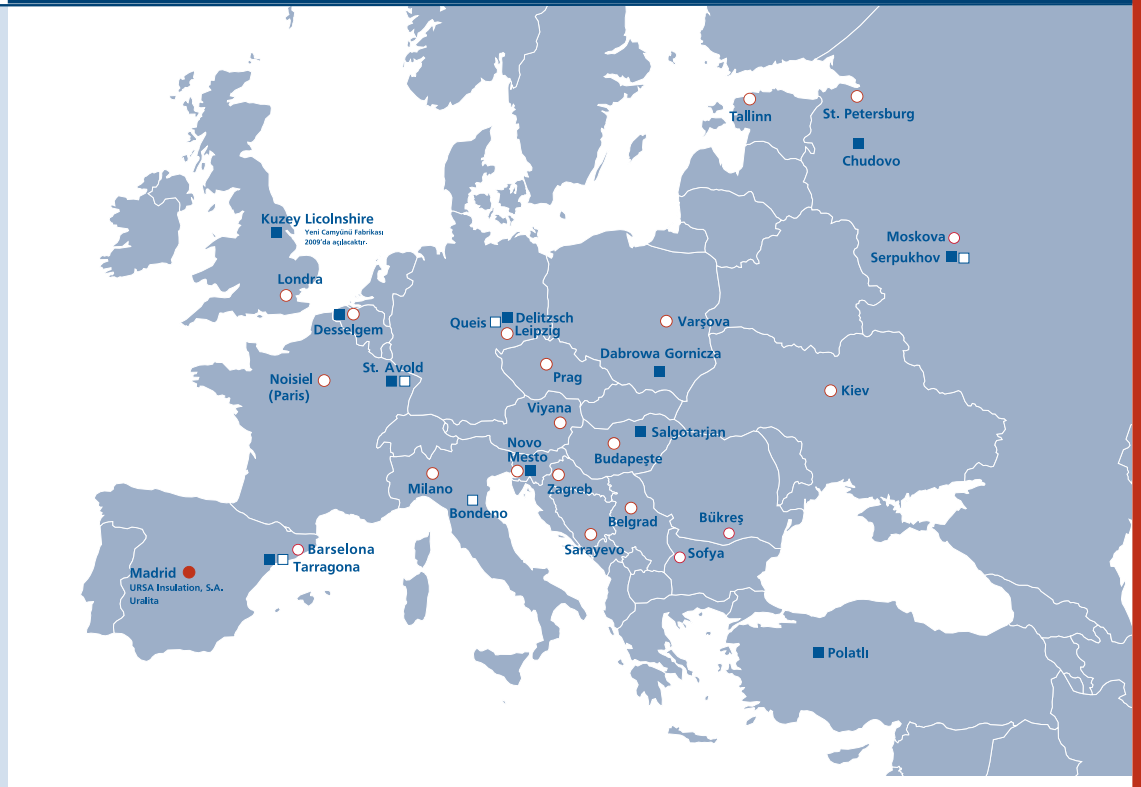 Tallinn
St. Petersburg
Chudovo
Kuzey Licolnshire
Yeni Camyünü Fabrikası
2009'da açılacaktır.
Moskova
Serpukhov
Londra
Desselgem
Queis
Delitzsch
Leipzig
Varşova
Dabrowa Gornicza
St. Avold
Noisiel
(Paris)
Prag
Kiev
Viyana
Salgotarjan
Novo
Mesto
Budapeşte
Milano
Zagreb
Bondeno
Belgrad
Bükreş
Sarayevo
Sofya
Barselona
Tarragona
Madrid
URSA Insulation, S.A.
Uralita
Polatlı